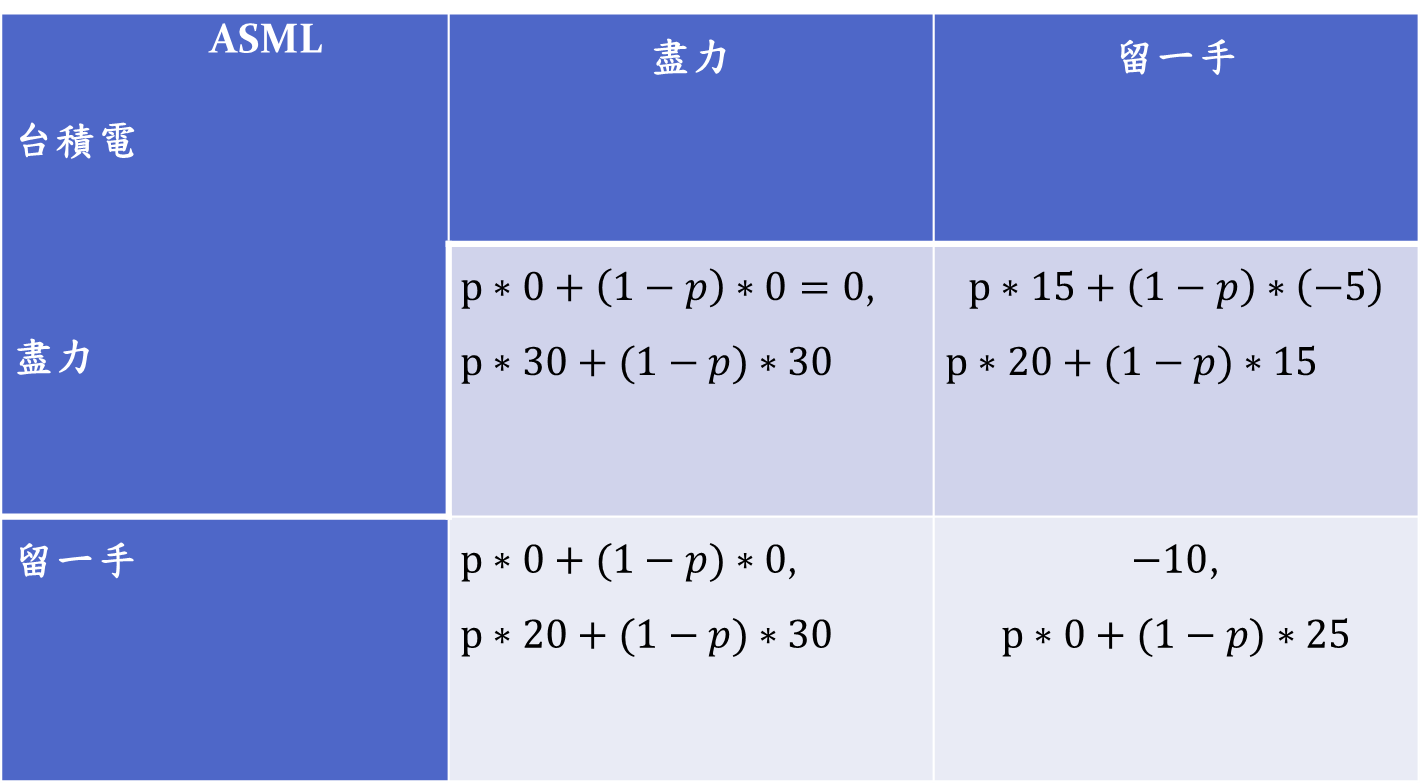 ASML
台積電
盡力
留一手
盡力
p ∗ 0 + (1 − p) ∗ 0 = 0,
p ∗ 30 + (1 − p) ∗ 30
p ∗ 15 + (1 − p) ∗ (−5)
p ∗ 20 + (1 − p) ∗ 15
留一手
p ∗ 0 + (1 − p) ∗ 0,
p ∗ 20 + (1 − p) ∗ 30
−10,
p ∗ 0 + (1 − p) ∗ 25